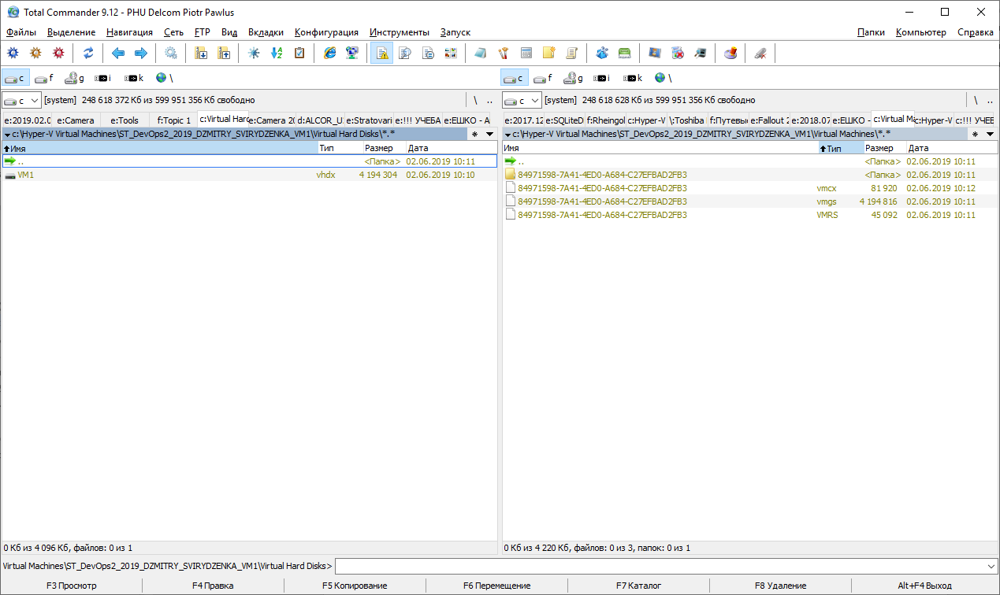 Total Commander 9.12 - PHU Delcom Piotr Pawlus
Файлы Выделение Навигация Сеть FTP Вид Вкладки Конфигурация Инструменты Запуск Папки Компьютер Справка
c f g i k \ c f g i k \
c [system] 248 618 372 Кб из 599 951 356 Кб свободно \ .. c [system] 248 618 628 Кб из 599 951 356 Кб свободно \ ..
e:2019.02.0 e:Camera e:Tools f:Topic 1 c:Virtual Hard e:Camera 20 d:ALCOR_U e:Stratovari e:!!! УЧЕБА e:ЕШКО - А e:2017.12 e:SQLiteD f:Rheingol c:Hyper-V \:Toshiba f:Путевые e:Fallout 2 e:2018.07 e:ЕШКО - c:Virtual Ma c:Hyper-V c:!!! УЧЕБ
c:\Hyper-V Virtual Machines\ST_DevOps2_2019_DZMITRY_SVIRYDZENKA_VM1\Virtual Hard Disks\*.* * c:\Hyper-V Virtual Machines\ST_DevOps2_2019_DZMITRY_SVIRYDZENKA_VM1\Virtual Machines\*.* *
Имя Тип Размер Дата Имя Тип Размер Дата
.. <Папка> 02.06.2019 10:11 .. <Папка> 02.06.2019 10:11
VM1 vhdx 4 194 304 02.06.2019 10:10 84971598-7A41-4ED0-A684-C27EFBAD2FB3 <Папка> 02.06.2019 10:11
84971598-7A41-4ED0-A684-C27EFBAD2FB3 vmcx 81 920 02.06.2019 10:12
84971598-7A41-4ED0-A684-C27EFBAD2FB3 vmgs 4 194 816 02.06.2019 10:11
84971598-7A41-4ED0-A684-C27EFBAD2FB3 VMRS 45 092 02.06.2019 10:11
0 Кб из 4 096 Кб, файлов: 0 из 1 0 Кб из 4 220 Кб, файлов: 0 из 3, папок: 0 из 1
Virtual Machines\ST_DevOps2_2019_DZMITRY_SVIRYDZENKA_VM1\Virtual Hard Disks>
F3 Просмотр F4 Правка F5 Копирование F6 Перемещение F7 Каталог F8 Удаление Alt+F4 Выход